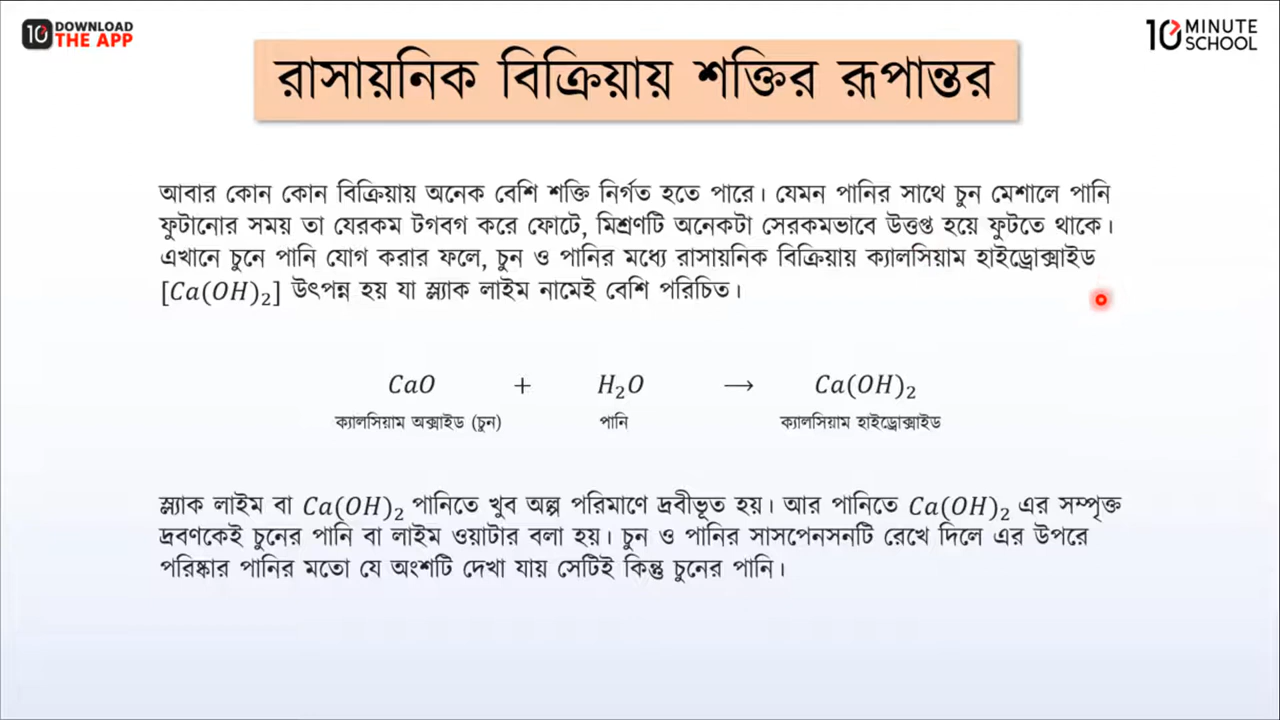 DOWNLOAD
THE APP
10 MINUTE
SCHOOL
রাসায়নিক বিক্রিয়ায় শক্তির রূপান্তর
আবার কোন কোন বিক্রিয়ায় অনেক বেশি শক্তি নির্গত হতে পারে। যেমন পানির সাথে চুন মেশালে পানি
ফুটানোর সময় তা যেরকম টগবগ করে ফোটে, মিশ্রণটি অনেকটা সেরকমভাবে উত্তপ্ত হয়ে ফুটতে থাকে।
এখানে চুনে পানি যোগ করার ফলে, চুন ও পানির মধ্যে রাসায়নিক বিক্রিয়ায় ক্যালসিয়াম হাইড্রোক্সাইড
[Ca(OH)₂] উৎপন্ন হয় যা স্ল্যাক লাইম নামেই বেশি পরিচিত।
CaO + H₂O → Ca(OH)₂
ক্যালসিয়াম অক্সাইড (চুন) পানি ক্যালসিয়াম হাইড্রোক্সাইড
স্ল্যাক লাইম বা Ca(OH)₂ পানিতে খুব অল্প পরিমাণে দ্রবীভূত হয়। আর পানিতে Ca(OH)₂ এর সম্পৃক্ত
দ্রবণকেই চুনের পানি বা লাইম ওয়াটার বলা হয়। চুন ও পানির সাসপেনসনটি রেখে দিলে এর উপরে
পরিষ্কার পানির মতো যে অংশটি দেখা যায় সেটিই কিন্তু চুনের পানি।